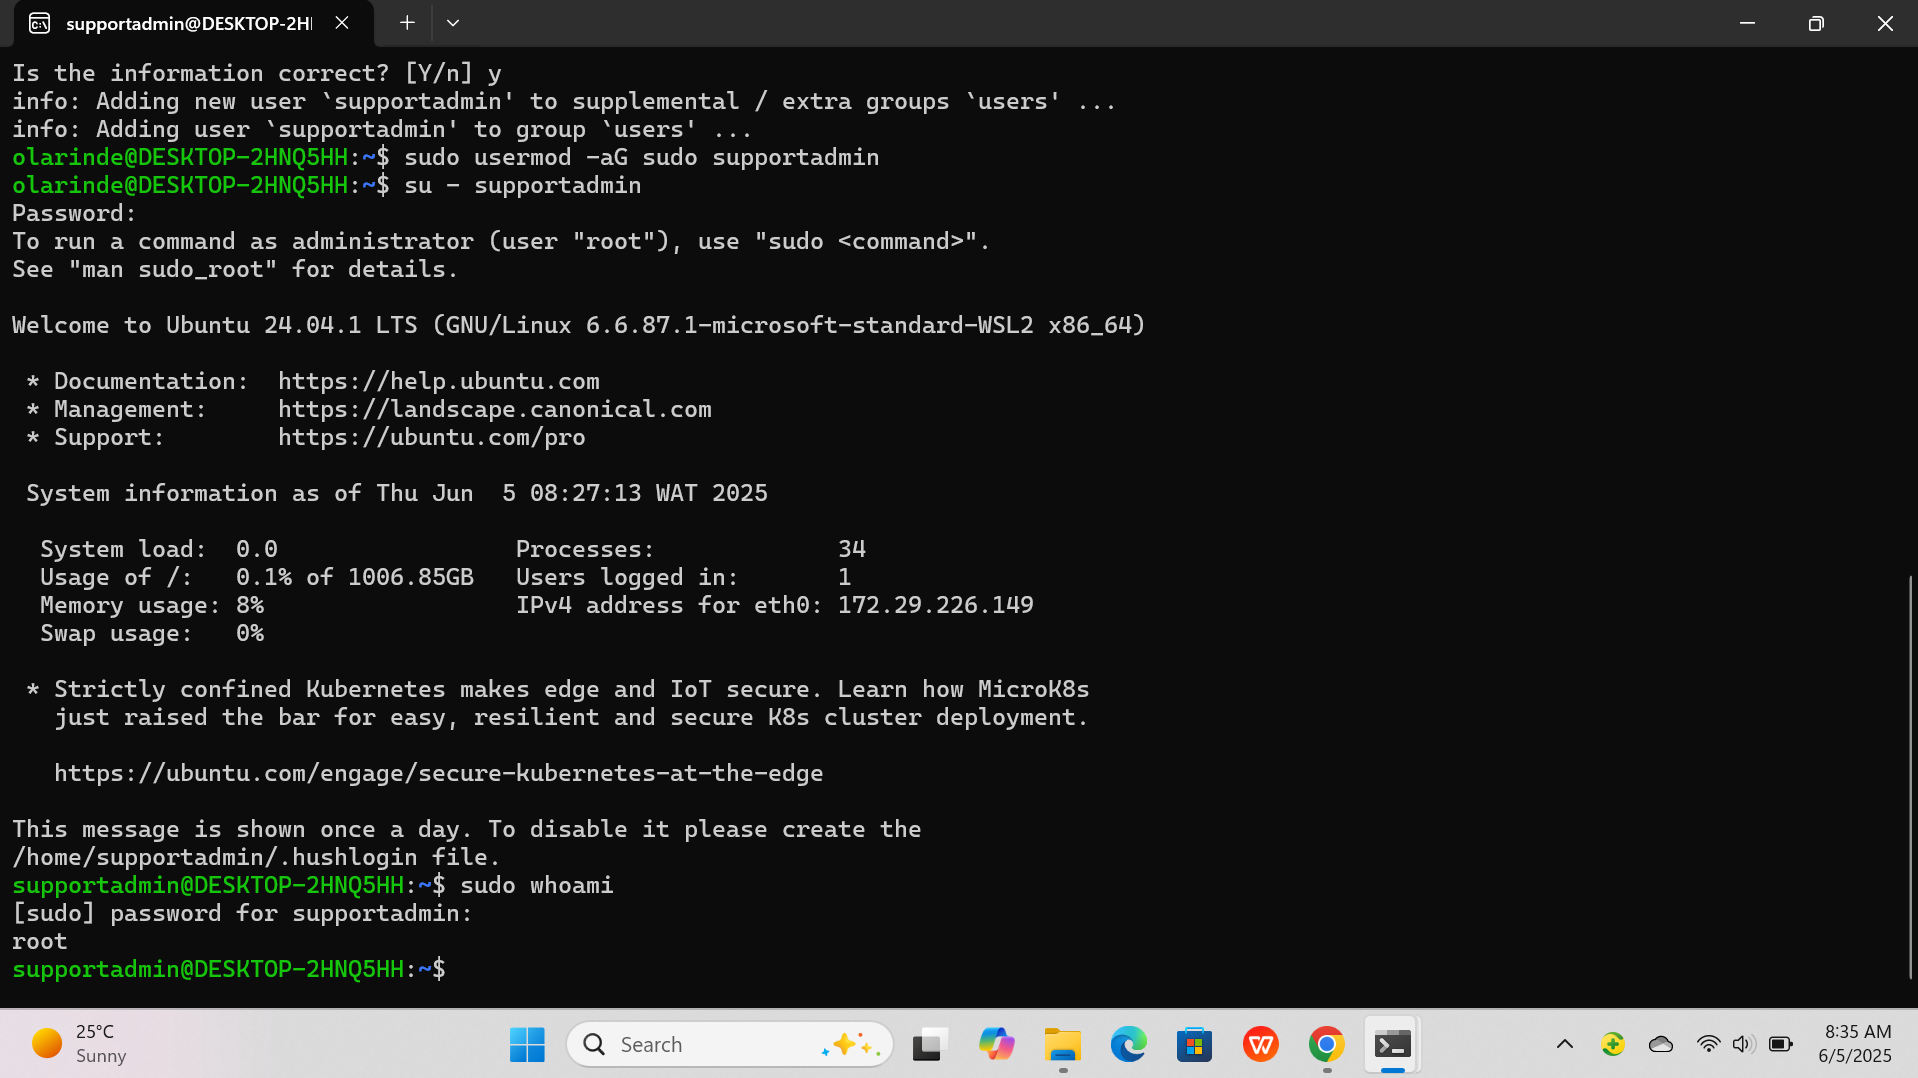 supportadmin@DESKTOP-2H
Is the information correct? [Y/n] y
info: Adding new user `supportadmin' to supplemental / extra groups `users' ...
info: Adding user `supportadmin' to group `users' ...
olarinde@DESKTOP-2HNQ5HH:~$ sudo usermod -aG sudo supportadmin
olarinde@DESKTOP-2HNQ5HH:~$ su - supportadmin
Password:
To run a command as administrator (user "root"), use "sudo <command>".
See "man sudo_root" for details.
Welcome to Ubuntu 24.04.1 LTS (GNU/Linux 6.6.87.1-microsoft-standard-WSL2 x86_64)
* Documentation:  https://help.ubuntu.com
* Management:     https://landscape.canonical.com
* Support:        https://ubuntu.com/pro
System information as of Thu Jun  5 08:27:13 WAT 2025
System load:  0.0                 Processes:             34
Usage of /:   0.1% of 1006.85GB   Users logged in:       1
Memory usage: 8%                  IPv4 address for eth0: 172.29.226.149
Swap usage:   0%
* Strictly confined Kubernetes makes edge and IoT secure. Learn how MicroK8s
just raised the bar for easy, resilient and secure K8s cluster deployment.
https://ubuntu.com/engage/secure-kubernetes-at-the-edge
This message is shown once a day. To disable it please create the
/home/supportadmin/.hushlogin file.
supportadmin@DESKTOP-2HNQ5HH:~$ sudo whoami
[sudo] password for supportadmin:
root
supportadmin@DESKTOP-2HNQ5HH:~$
25°C
Sunny
Search
8:35 AM
6/5/2025